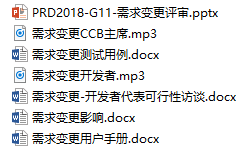 PRD2018-G11-需求变更评审.pptx
需求变更CCB主席.mp3
需求变更测试用例.docx
需求变更开发者.mp3
需求变更-开发者代表可行性访谈.docx
需求变更影响.docx
需求变更用户手册.docx